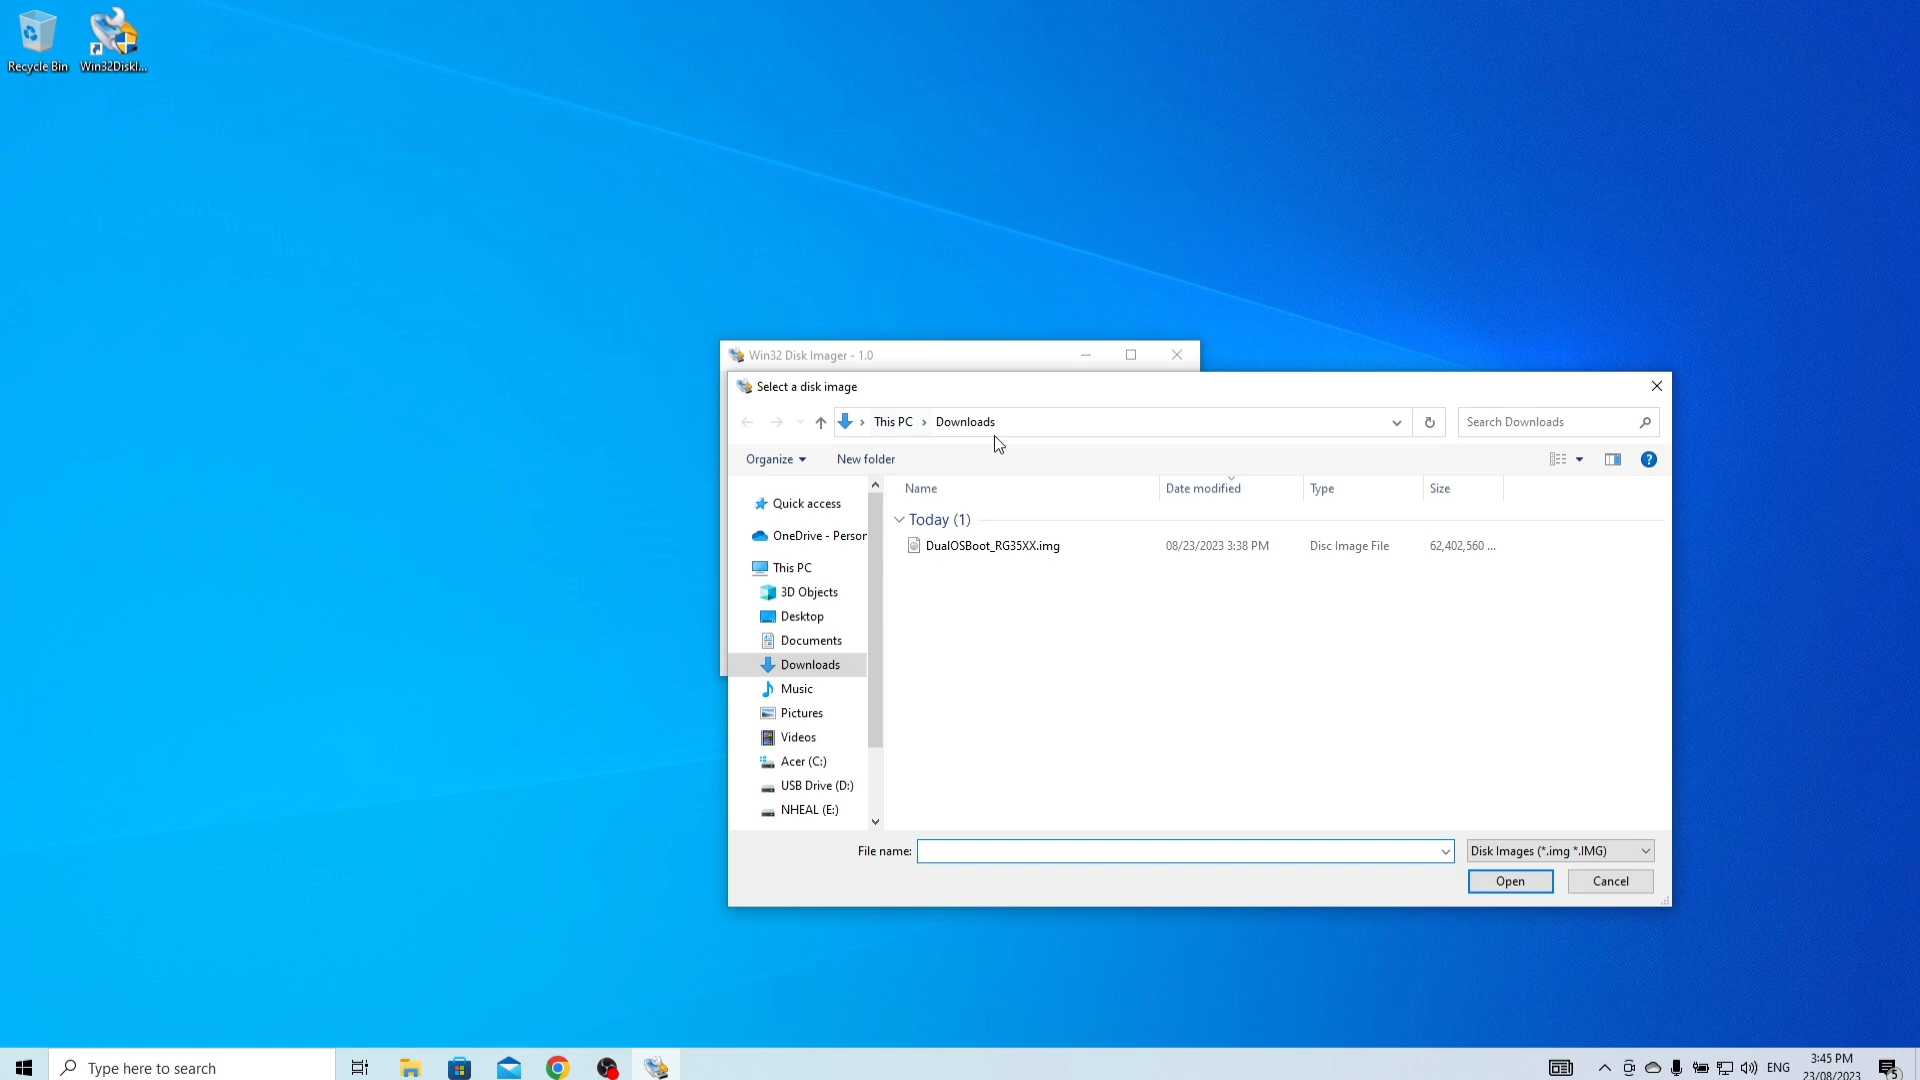 Recycle Bin
Win32DiskI...
Win32 Disk Imager - 1.0
Select a disk image
This PC
Downloads
Search Downloads
Organize
New folder
Name
Date modified
Type
Size
Quick access
OneDrive - Person
This PC
3D Objects
Desktop
Documents
Downloads
Music
Pictures
Videos
Acer (C:)
USB Drive (D:)
NHEAL (E:)
Today (1)
DualOSBoot_RG35XX.img
08/23/2023 3:38 PM
Disc Image File
62,402,560 ...
File name:
Disk Images (*.img *.IMG)
Open
Cancel
Type here to search
ENG
3:45 PM
23/08/2023
5